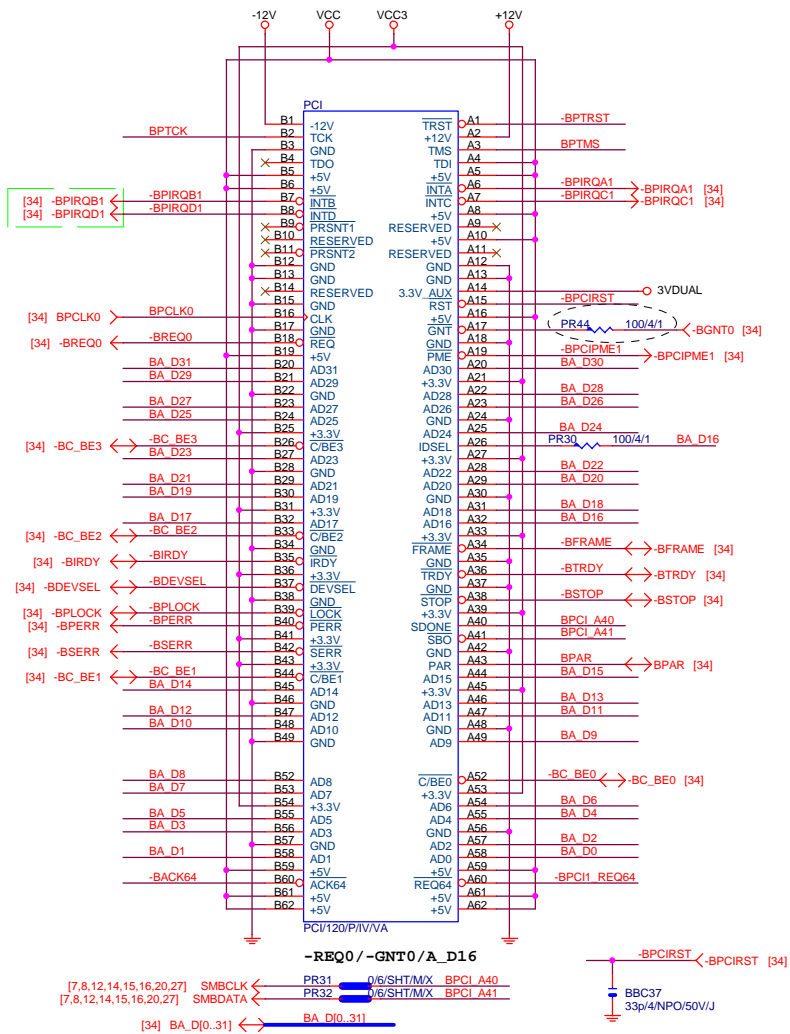 -12V VCC VCC3 +12V
PCI
B1 -12V TRST A1 -BPTRST
BPTCK B2 TCK +12V A2
B3 GND TMS A3 BPTMS
B4 TDO TDI A4
B5 +5V +5V A5
B6 +5V INTA A6 -BPIRQA1 -BPIRQA1 [34]
[34] -BPIRQB1 -BPIRQB1 B7 INTB INTC A7 -BPIRQC1 -BPIRQC1 [34]
[34] -BPIRQD1 -BPIRQD1 B8 INTD +5V A8
B9 PRSNT1 RESERVED A9
B10 RESERVED +5V A10
B11 PRSNT2 RESERVED A11
B12 GND GND A12
B13 GND GND A13
B14 RESERVED 3.3V_AUX A14 3VDUAL
B15 GND RST A15 -BPCIRST
[34] BPCLK0 BPCLK0 B16 CLK +5V A16
B17 GND GNT A17 PR44 100/4/1 -BGNT0 [34]
[34] -BREQ0 -BREQ0 B18 REQ GND A18
B19 +5V PME A19 -BPCIPME1 -BPCIPME1 [34]
BA_D31 B20 AD31 AD30 A20 BA_D30
BA_D29 B21 AD29 +3.3V A21
B22 GND AD28 A22 BA_D28
BA_D27 B23 AD27 AD26 A23 BA_D26
BA_D25 B24 AD25 GND A24
B25 +3.3V AD24 A25 BA_D24
[34] -BC_BE3 -BC_BE3 B26 C/BE3 IDSEL A26 PR30 100/4/1 BA_D16
BA_D23 B27 AD23 +3.3V A27
B28 GND AD22 A28 BA_D22
BA_D21 B29 AD21 AD20 A29 BA_D20
BA_D19 B30 AD19 GND A30
B31 +3.3V AD18 A31 BA_D18
BA_D17 B32 AD17 AD16 A32 BA_D16
[34] -BC_BE2 -BC_BE2 B33 C/BE2 +3.3V A33
B34 GND FRAME A34 -BFRAME -BFRAME [34]
[34] -BIRDY -BIRDY B35 IRDY GND A35
B36 +3.3V TRDY A36 -BTRDY -BTRDY [34]
[34] -BDEVSEL -BDEVSEL B37 DEVSEL GND A37
B38 GND STOP A38 -BSTOP -BSTOP [34]
[34] -BPLOCK -BPLOCK B39 LOCK +3.3V A39
[34] -BPERR -BPERR B40 PERR SDONE A40 BPCI_A40
B41 +3.3V SBO A41 BPCI_A41
[34] -BSERR -BSERR B42 SERR GND A42
B43 +3.3V PAR A43 BPAR BPAR [34]
[34] -BC_BE1 -BC_BE1 B44 C/BE1 AD15 A44 BA_D15
BA_D14 B45 AD14 +3.3V A45
B46 GND AD13 A46 BA_D13
BA_D12 B47 AD12 AD11 A47 BA_D11
BA_D10 B48 AD10 GND A48
B49 GND AD9 A49 BA_D9
BA_D8 B52 AD8 C/BE0 A52 -BC_BE0 -BC_BE0 [34]
BA_D7 B53 AD7 +3.3V A53
B54 +3.3V AD6 A54 BA_D6
BA_D5 B55 AD5 AD4 A55 BA_D4
BA_D3 B56 AD3 GND A56
B57 GND AD2 A57 BA_D2
BA_D1 B58 AD1 AD0 A58 BA_D0
B59 +5V +5V A59
-BACK64 B60 ACK64 REQ64 A60 -BPCI1_REQ64
B61 +5V +5V A61
B62 +5V +5V A62
PCI/120/P/IV/VA
-REQ0/-GNT0/A_D16
[7,8,12,14,15,16,20,27] SMBCLK PR31 0/6/SHT/M/X BPCI_A40
[7,8,12,14,15,16,20,27] SMBDATA PR32 0/6/SHT/M/X BPCI_A41
[34] BA_D[0..31] BA_D[0..31]
-BPCIRST -BPCIRST [34]
BBC37
33p/4/NPO/50V/J